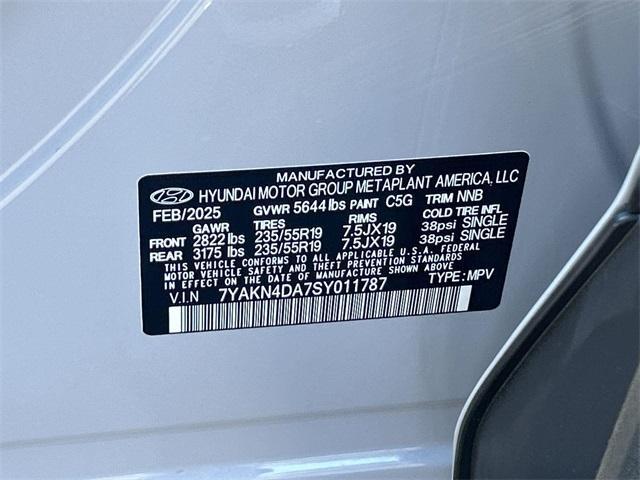 MANUFACTURED BY
HYUNDAI MOTOR GROUP METAPLANT AMERICA, LLC
FEB/2025 GVWR 5644 lbs PAINT C5G TRIM NNB
GAWR TIRES RIMS COLD TIRE INFL
FRONT 2822 lbs 235/55R19 7.5JX19 38psi SINGLE
REAR 3175 lbs 235/55R19 7.5JX19 38psi SINGLE
THIS VEHICLE CONFORMS TO ALL APPLICABLE FEDERAL
MOTOR VEHICLE SAFETY AND THEFT PREVENTION STANDARDS
IN EFFECT ON THE DATE OF MANUFACTURE SHOWN ABOVE.
V.I.N 7YAKN4DA7SY011787 TYPE: MPV